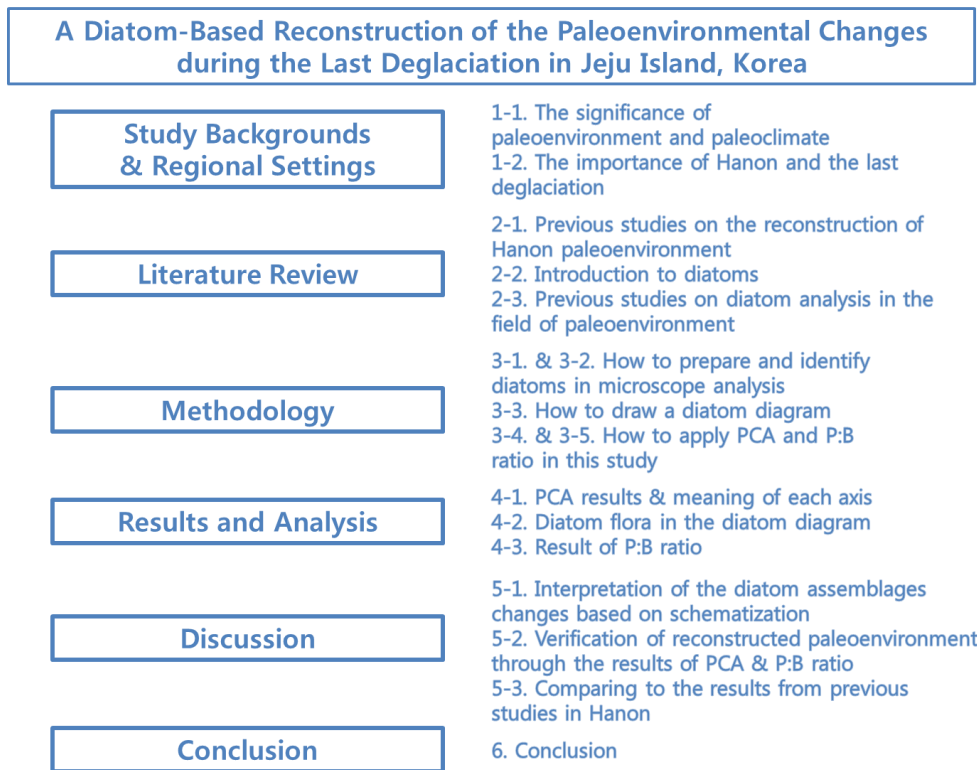 A Diatom-Based Reconstruction of the Paleoenvironmental Changes
during the Last Deglaciation in Jeju Island, Korea
Study Backgrounds
& Regional Settings
1-1. The significance of
paleoenvironment and paleoclimate
1-2. The importance of Hanon and the last
deglaciation
Literature Review
2-1. Previous studies on the reconstruction of
Hanon paleoenvironment
2-2. Introduction to diatoms
2-3. Previous studies on diatom analysis in the
field of paleoenvironment
Methodology
3-1. & 3-2. How to prepare and identify
diatoms in microscope analysis
3-3. How to draw a diatom diagram
3-4. & 3-5. How to apply PCA and P:B
ratio in this study
Results and Analysis
4-1. PCA results & meaning of each axis
4-2. Diatom flora in the diatom diagram
4-3. Result of P:B ratio
Discussion
5-1. Interpretation of the diatom assemblages
changes based on schematization
5-2. Verification of reconstructed paleoenvironment
through the results of PCA & P:B ratio
5-3. Comparing to the results from previous
studies in Hanon
Conclusion
6. Conclusion